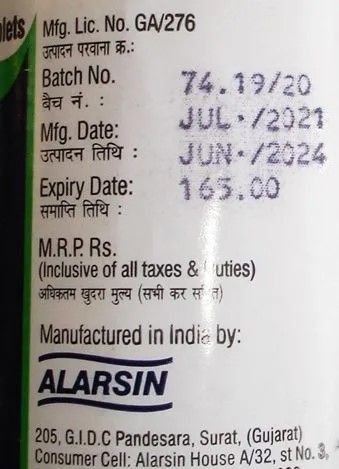 lets
Mfg. Lic. No. GA/276
उत्पादन परवाना क्र.:
Batch No. 74.19/20
बैच नं. :
Mfg. Date: JUL·/2021
उत्पादन तिथि : JUN·/2024
Expiry Date: 165.00
समाप्ति तिथि :
M.R.P. Rs.
(Inclusive of all taxes & uties)
अधिकतम खुदरा मुल्य (सभी कर त)
Manufactured in India by:
ALARSIN
205, G.I.D.C Pandesara, Surat, (Gujarat)
Consumer Cell: Alarsin House A/32, st No. 3,